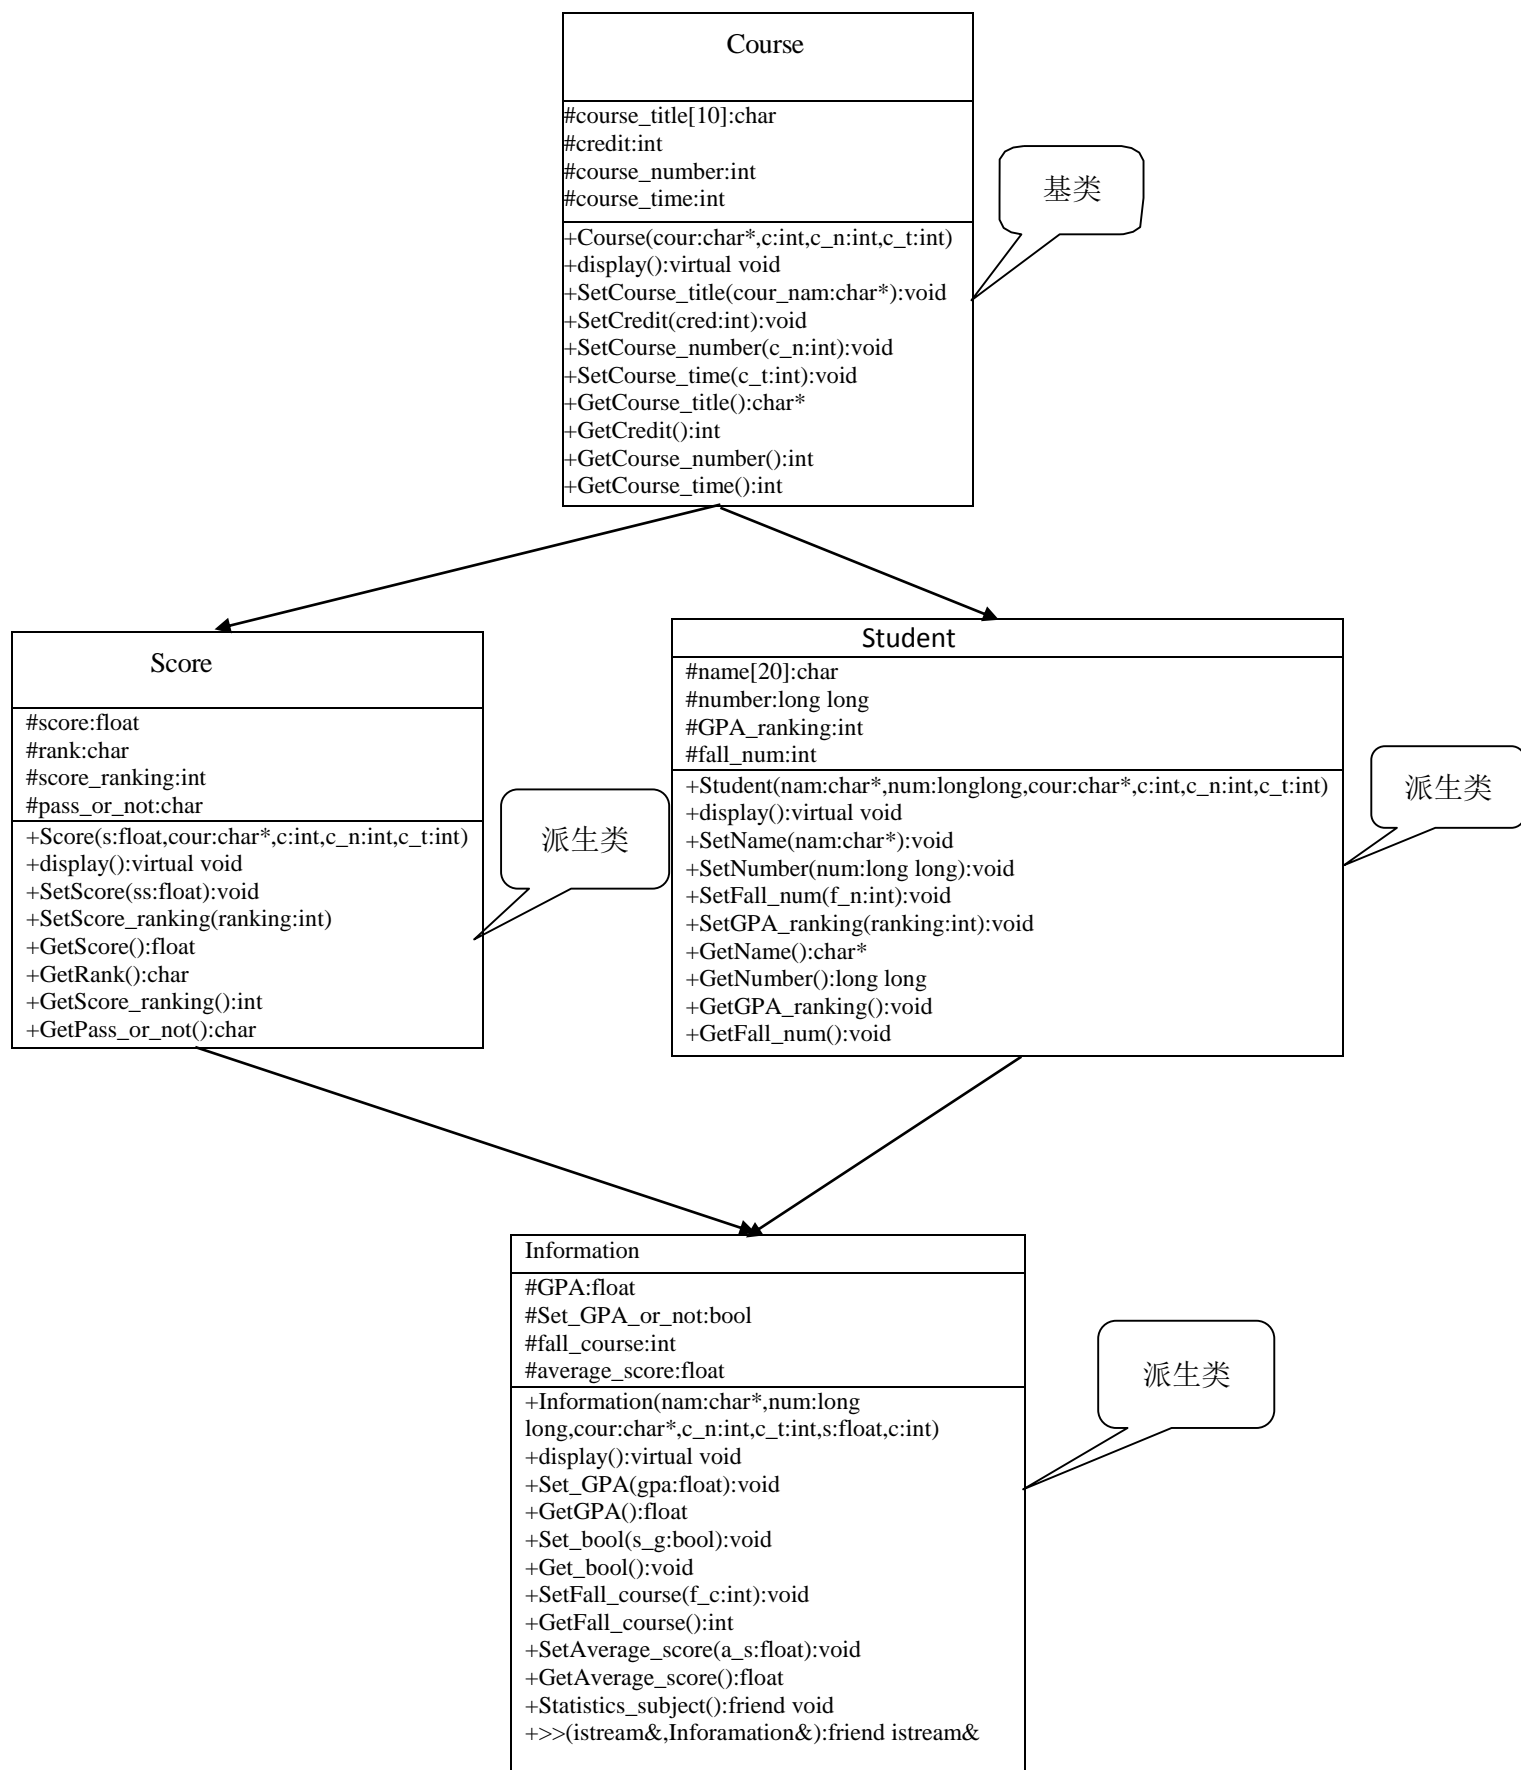 Course
#course_title[10]:char
#credit:int
#course_number:int
#course_time:int
+Course(cour:char*,c:int,c_n:int,c_t:int)
+display():virtual void
+SetCourse_title(cour_nam:char*):void
+SetCredit(cred:int):void
+SetCourse_number(c_n:int):void
+SetCourse_time(c_t:int):void
+GetCourse_title():char*
+GetCredit():int
+GetCourse_number():int
+GetCourse_time():int
基类
Score
#score:float
#rank:char
#score_ranking:int
#pass_or_not:char
+Score(s:float,cour:char*,c:int,c_n:int,c_t:int)
+display():virtual void
+SetScore(ss:float):void
+SetScore_ranking(ranking:int)
+GetScore():float
+GetRank():char
+GetScore_ranking():int
+GetPass_or_not():char
派生类
Student
#name[20]:char
#number:long long
#GPA_ranking:int
#fall_num:int
+Student(nam:char*,num:longlong,cour:char*,c:int,c_n:int,c_t:int)
+display():virtual void
+SetName(nam:char*):void
+SetNumber(num:long long):void
+SetFall_num(f_n:int):void
+SetGPA_ranking(ranking:int):void
+GetName():char*
+GetNumber():long long
+GetGPA_ranking():void
+GetFall_num():void
派生类
Information
#GPA:float
#Set_GPA_or_not:bool
#fall_course:int
#average_score:float
+Information(nam:char*,num:long
long,cour:char*,c_n:int,c_t:int,s:float,c:int)
+display():virtual void
+Set_GPA(gpa:float):void
+GetGPA():float
+Set_bool(s_g:bool):void
+Get_bool():void
+SetFall_course(f_c:int):void
+GetFall_course():int
+SetAverage_score(a_s:float):void
+GetAverage_score():float
+Statistics_subject():friend void
+>>(istream&,Inforamation&):friend istream&
派生类